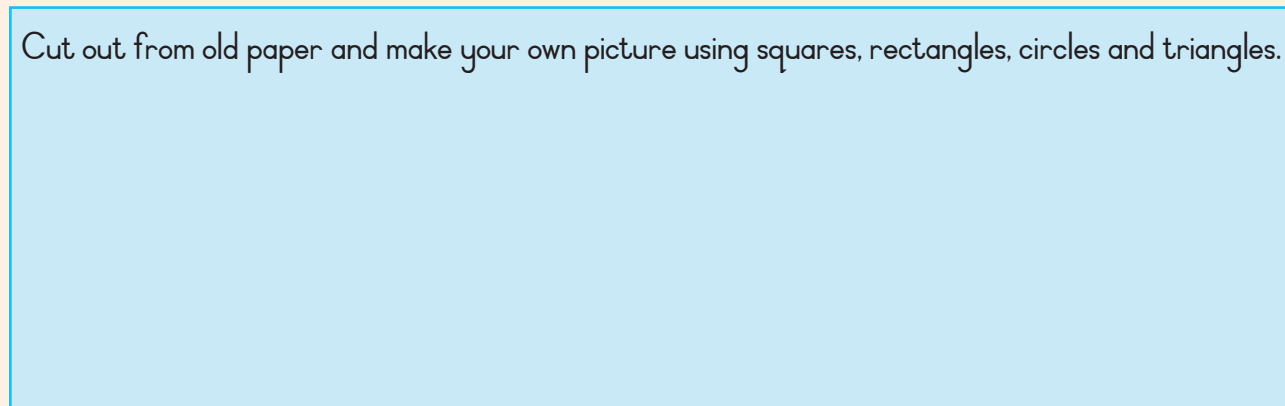 Cut out from old paper and make your own picture using squares, rectangles, circles and triangles.